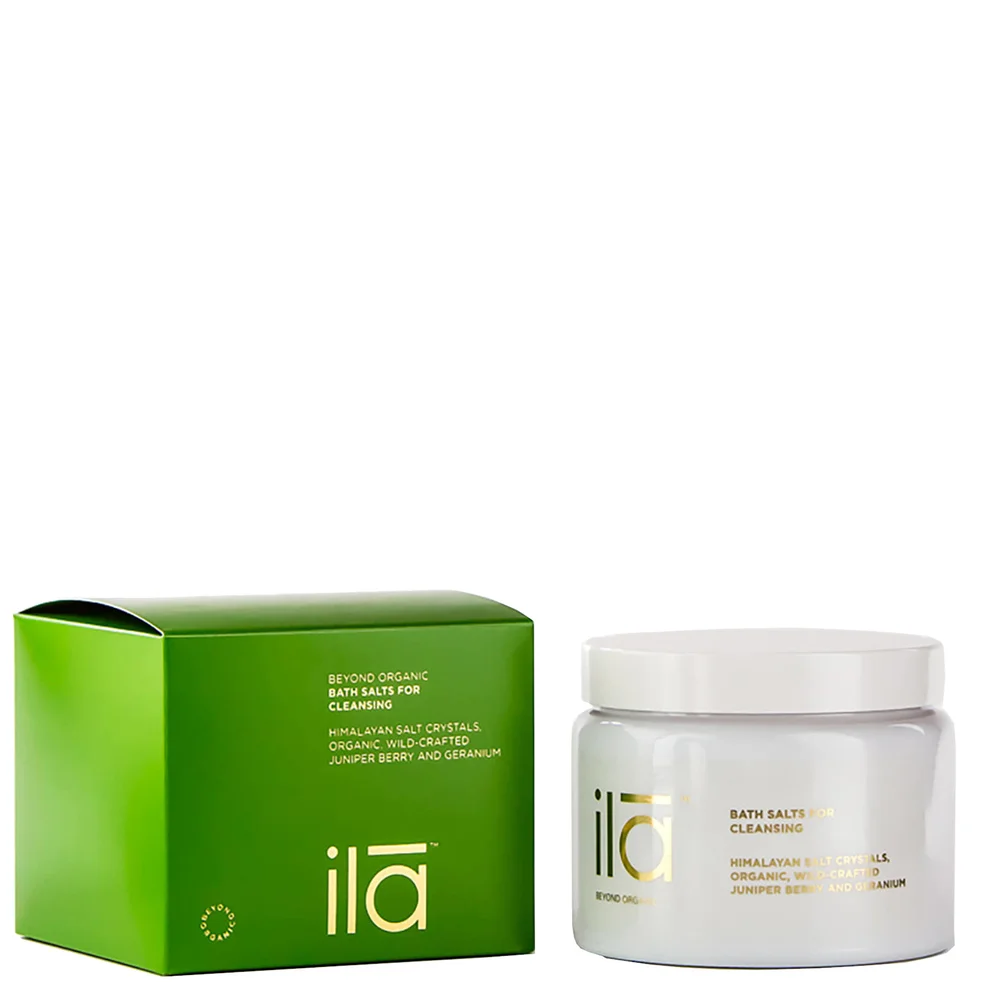 BEYOND ORGANIC
BATH SALTS FOR
CLEANSING
HIMALAYAN SALT CRYSTALS,
ORGANIC, WILD-CRAFTED
JUNIPER BERRY AND GERANIUM
ilā™
BEYOND ORGANIC
ilā™
BEYOND ORGANIC
BATH SALTS FOR
CLEANSING
HIMALAYAN SALT CRYSTALS,
ORGANIC, WILD-CRAFTED
JUNIPER BERRY AND GERANIUM